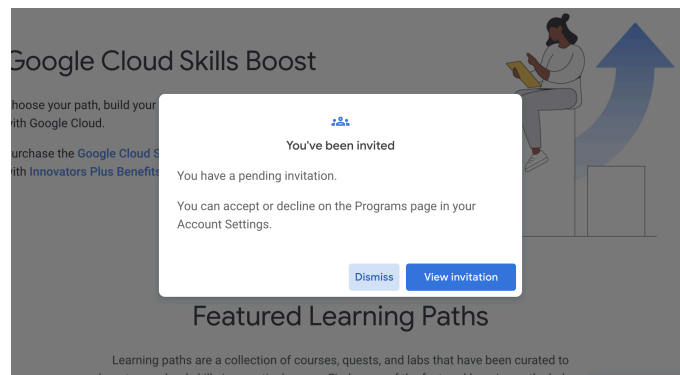 Google Cloud Skills Boost
hoose your path, build your
ith Google Cloud.
urchase the Google Cloud S
ith Innovators Plus Benefits
You've been invited
You have a pending invitation.
You can accept or decline on the Programs page in your
Account Settings.
Dismiss
View invitation
Featured Learning Paths
Learning paths are a collection of courses, quests, and labs that have been curated to